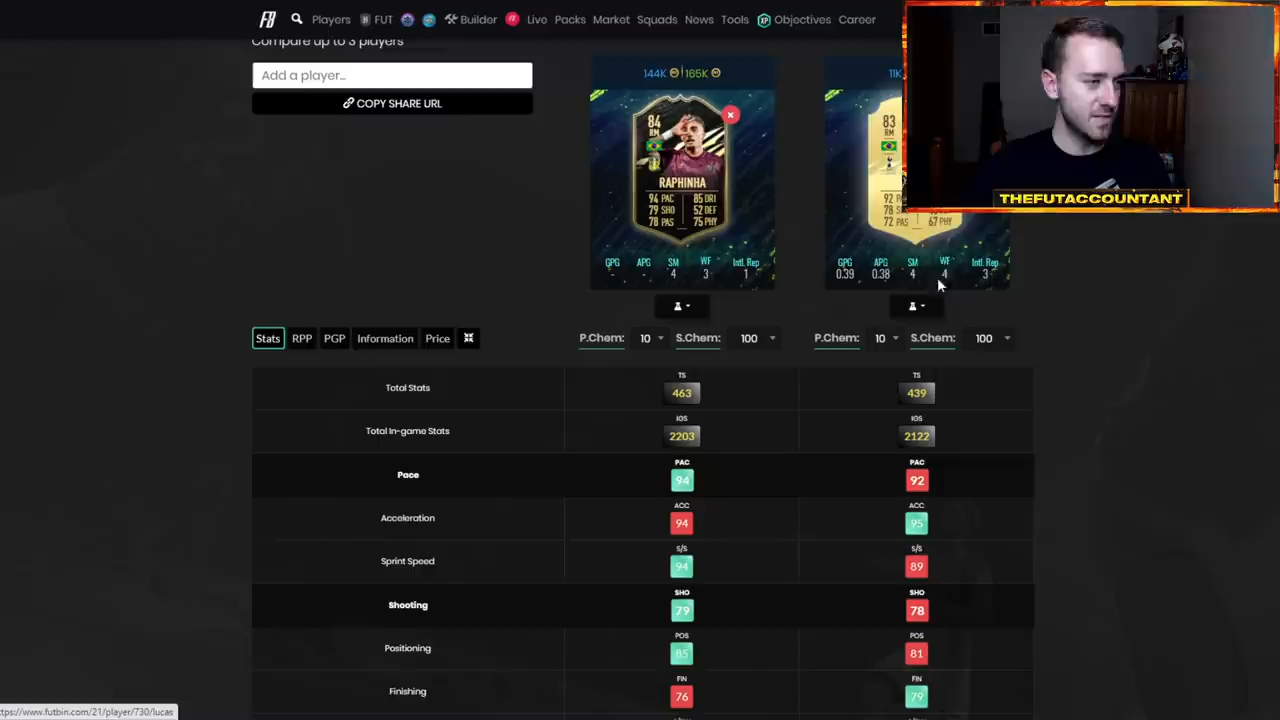 FB Players FUT Builder Live Packs Market Squads News Tools XP Objectives Career
Compare up to 3 players
Add a player...
COPY SHARE URL
144K 165K
84
RM
RAPHINHA
94 PAC 85 DRI
79 SHO 52 DEF
78 PAS 75 PHY
GPG APG SM WF Intl. Rep
- - 4 3 1
11K
83
RM
92
78
72 PAS 67 PHY
GPG APG SM WF Intl. Rep
0.39 0.38 4 4 3
THEFUTACCOUNTANT
Stats RPP PGP Information Price
P.Chem: 10 S.Chem: 100 P.Chem: 10 S.Chem: 100
TS TS
Total Stats 463 439
IGS IGS
Total In-game Stats 2203 2122
PAC PAC
Pace 94 92
ACC ACC
Acceleration 94 95
S/S S/S
Sprint Speed 94 89
SHO SHO
Shooting 79 78
POS POS
Positioning 85 81
FIN FIN
Finishing 76 79
ttps://www.futbin.com/21/player/730/lucas